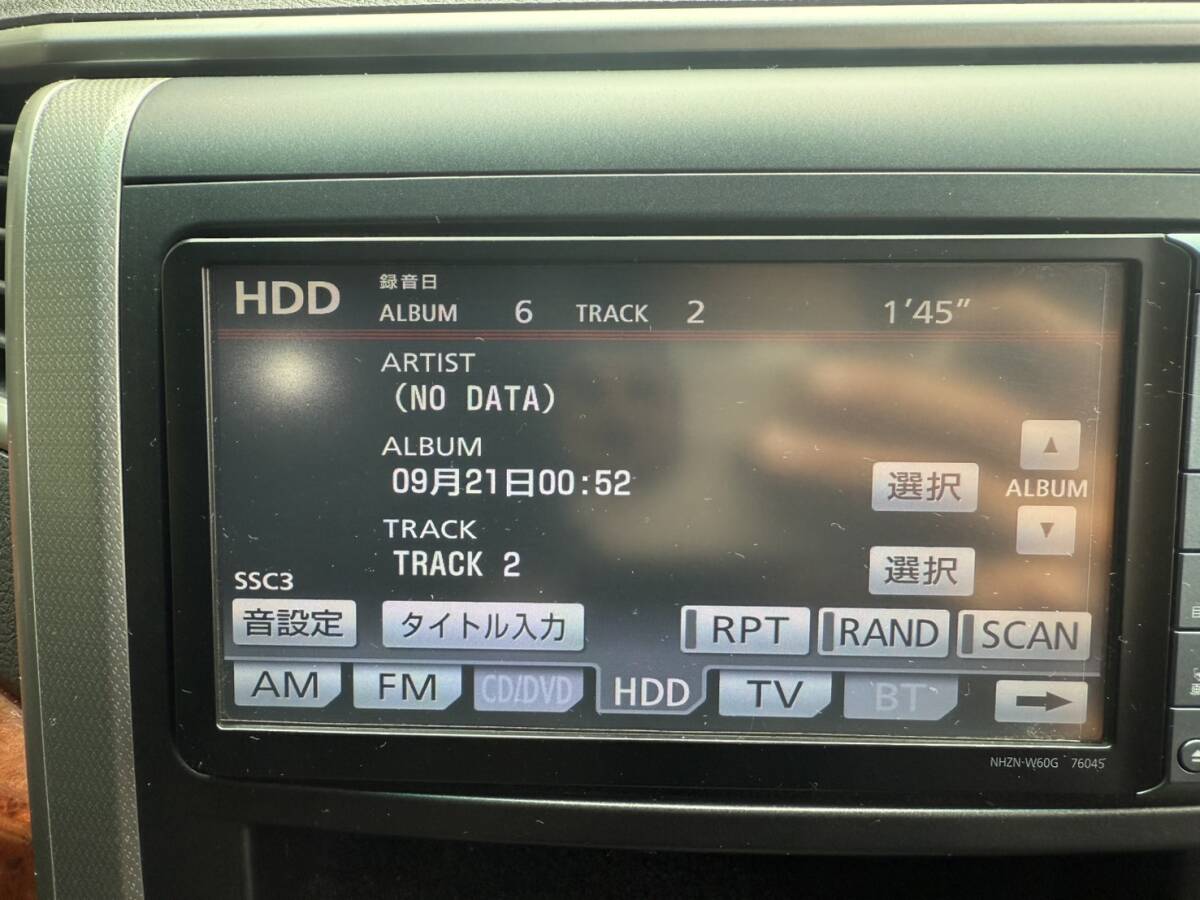 録音日
HDD ALBUM 6 TRACK 2 1'45"
ARTIST
(NO DATA)
ALBUM
09月21日00:52
選択
ALBUM
TRACK
TRACK 2
選択
SSC3
音設定 タイトル入力 RPT RAND SCAN
AM FM CD/DVD HDD TV BT
NHZN-W60G 76045